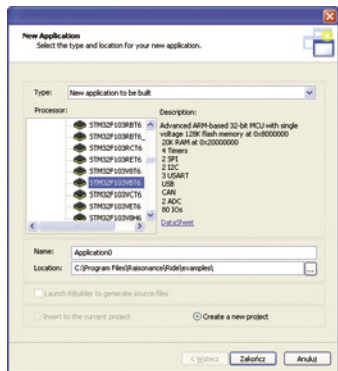 New Application
Select the type and location for your new application.
Type: New application to be built
Processor:
STM32F103RBT6
STM32F103RBT6_
STM32F103RCT6
STM32F103RET6
STM32F103V8T6
STM32F103VBT6
STM32F103VCT6
STM32F103VET6
STM32F103V8H6
Description:
Advanced ARM-based 32-bit MCU with single
voltage 128K flash memory at 0x8000000
20K RAM at 0x20000000
4 Timers
2 SPI
2 I2C
3 USART
USB
CAN
2 ADC
80 IOs
DataSheet
Name: Application0
Location: C:\Program Files\Raisonance\Ride\examples\
...
Launch RBuilder to generate source files
Insert to the current project
Create a new project
< Wstecz
Zakończ
Anuluj